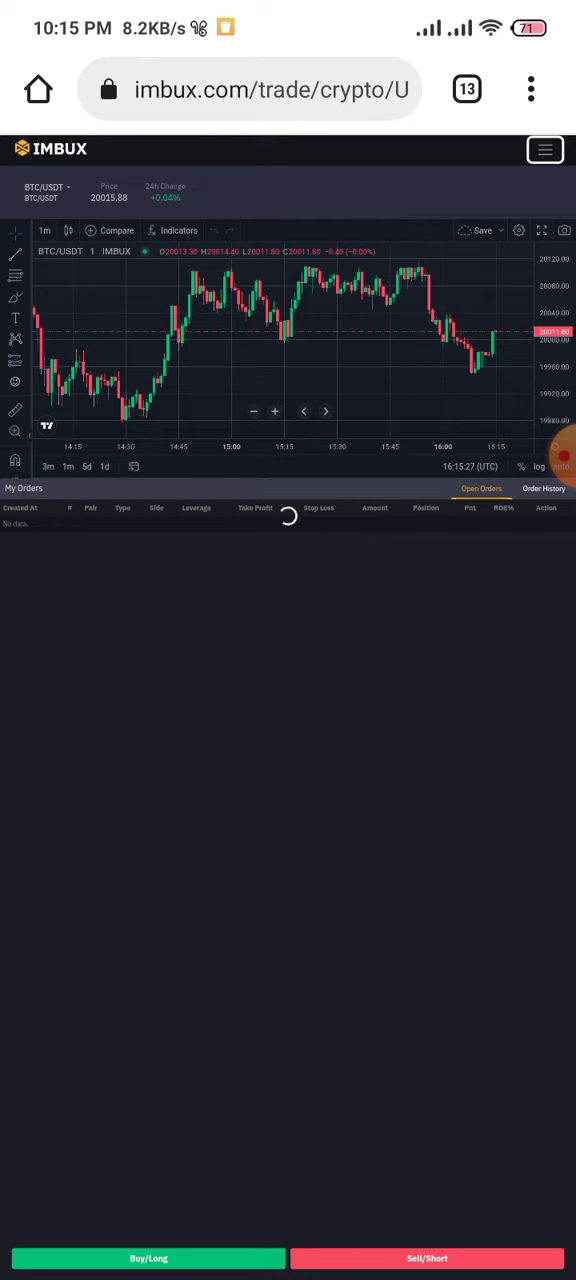 10:15 PM 8.2KB/s 71
imbux.com/trade/crypto/U 13
IMBUX
BTC/USDT Price 24h Change
BTC/USDT 20015.88 +0.04%
1m Compare Indicators Save
BTC/USDT 1 IMBUX O20013.30 H20014.40 L20011.80 C20011.80 −0.40 (−0.00%)
20120.00
20080.00
20040.00
20011.80
20000.00
19960.00
19920.00
19880.00
14:15 14:30 14:45 15:00 15:15 15:30 15:45 16:00 16:15
3m 1m 5d 1d 16:15:27 (UTC) % log auto
My Orders Open Orders Order History
Created At # Pair Type Side Leverage Take Profit Stop Loss Amount Position PnL ROE% Action
No data.
Buy/Long Sell/Short